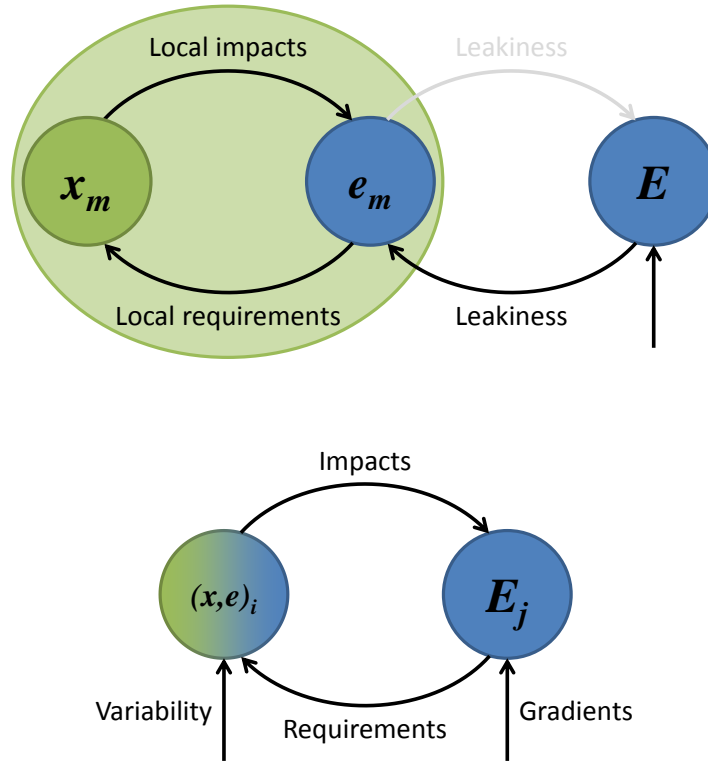 Local impacts
Leakiness
x_m
e_m
E
Local requirements
Leakiness
Impacts
(x,e)_i
E_j
Variability
Requirements
Gradients